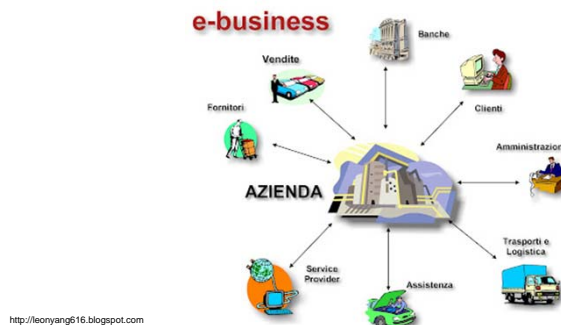 e-business
Banche
Vendite
Clienti
Fornitori
Amministrazion
AZIENDA
Trasporti e
Logistica
Service
Provider
Assistenza
http://leonyang616.blogspot.com